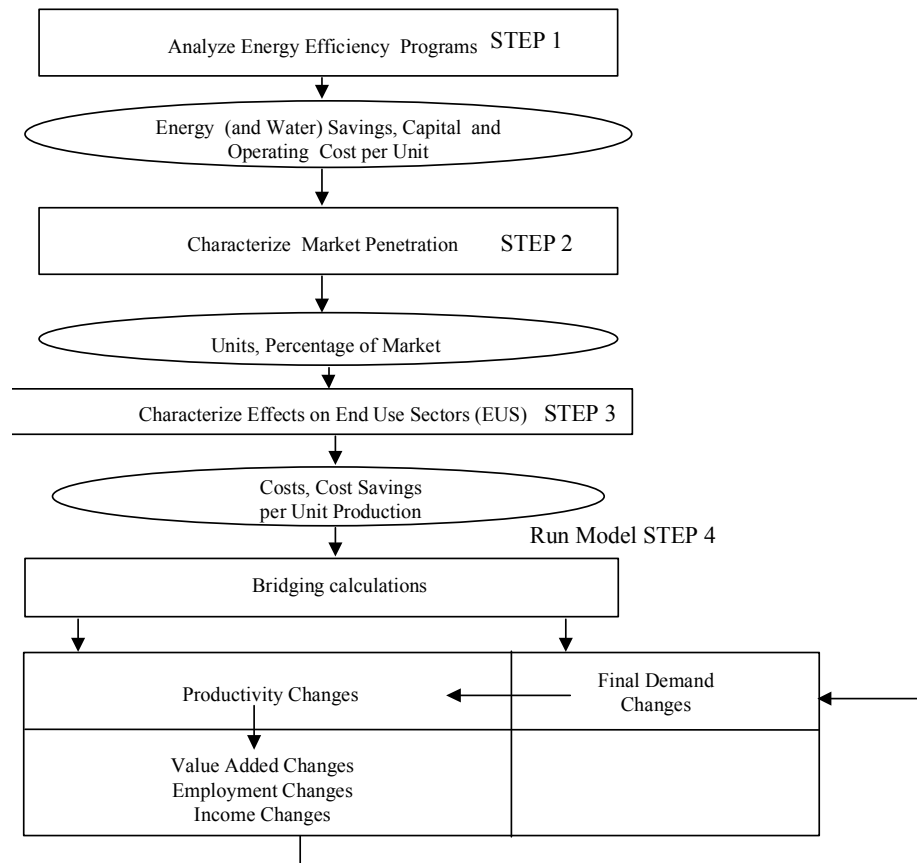 Analyze Energy Efficiency Programs STEP 1
Energy (and Water) Savings, Capital and
Operating Cost per Unit
Characterize Market Penetration STEP 2
Units, Percentage of Market
Characterize Effects on End Use Sectors (EUS) STEP 3
Costs, Cost Savings
per Unit Production
Run Model STEP 4
Bridging calculations
Productivity Changes
Final Demand
Changes
Value Added Changes
Employment Changes
Income Changes